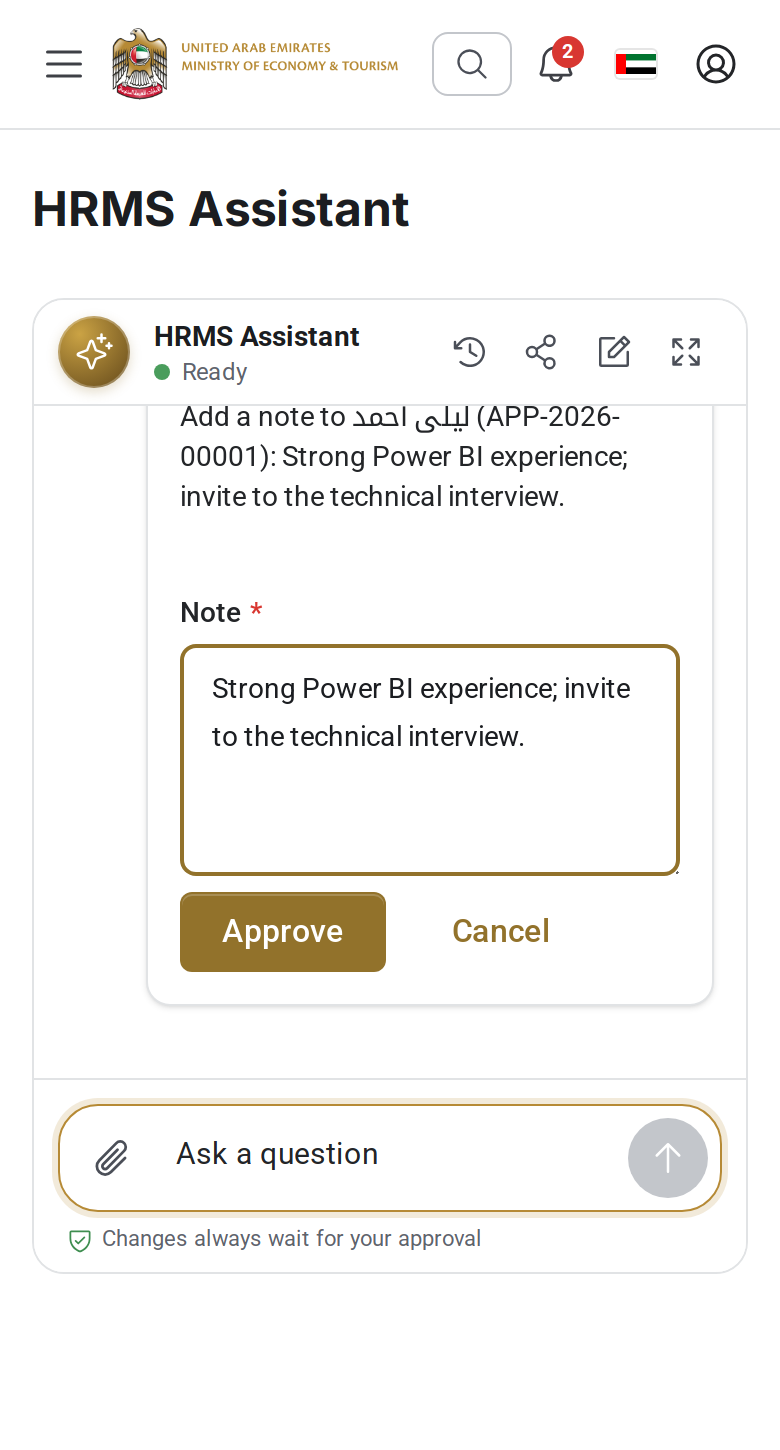 UNITED ARAB EMIRATES
MINISTRY OF ECONOMY & TOURISM
2
HRMS Assistant
HRMS Assistant
Ready
Add a note to ليلى أحمد (APP-2026-
00001): Strong Power BI experience;
invite to the technical interview.
Note *
Strong Power BI experience; invite
to the technical interview.
Approve
Cancel
Ask a question
Changes always wait for your approval